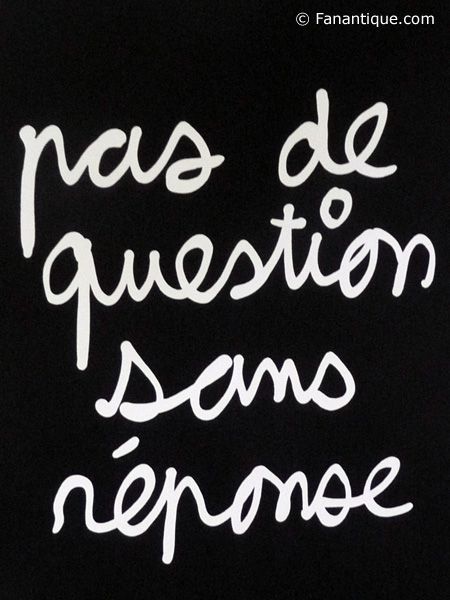 © Fanantique.com
pas de
question
sans
réponse